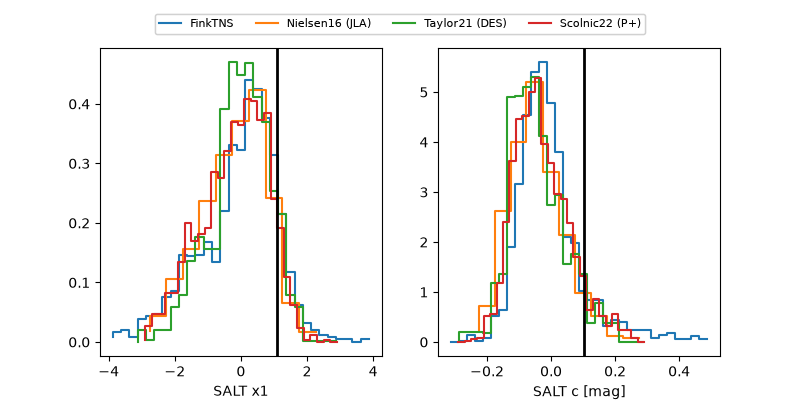 FinkTNS Nielsen16 (JLA) Taylor21 (DES) Scolnic22 (P+)
0.4
0.3
0.2
0.1
0.0
−4 −2 0 2 4
SALT x1
5
4
3
2
1
0
−0.2 0.0 0.2 0.4
SALT c [mag]